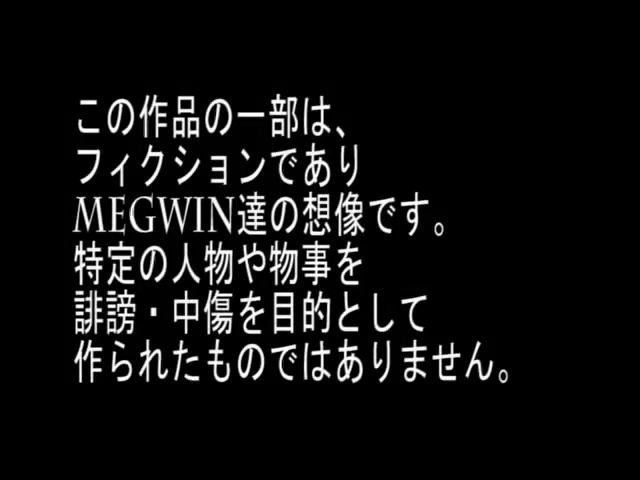 この作品の一部は、
フィクションであり
MEGWIN達の想像です。
特定の人物や物事を
誹謗・中傷を目的として
作られたものではありません。